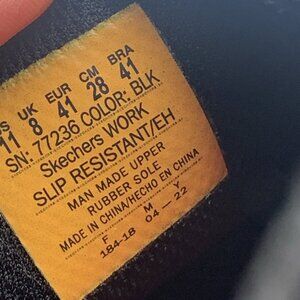 US UK EUR CM BRA
11 8 41 28 41
SN: 77236 COLOR: BLK
Skechers WORK
SLIP RESISTANT/EH
MAN MADE UPPER
RUBBER SOLE
MADE IN CHINA/HECHO EN CHINA
F M Y
184-18 04 - 22